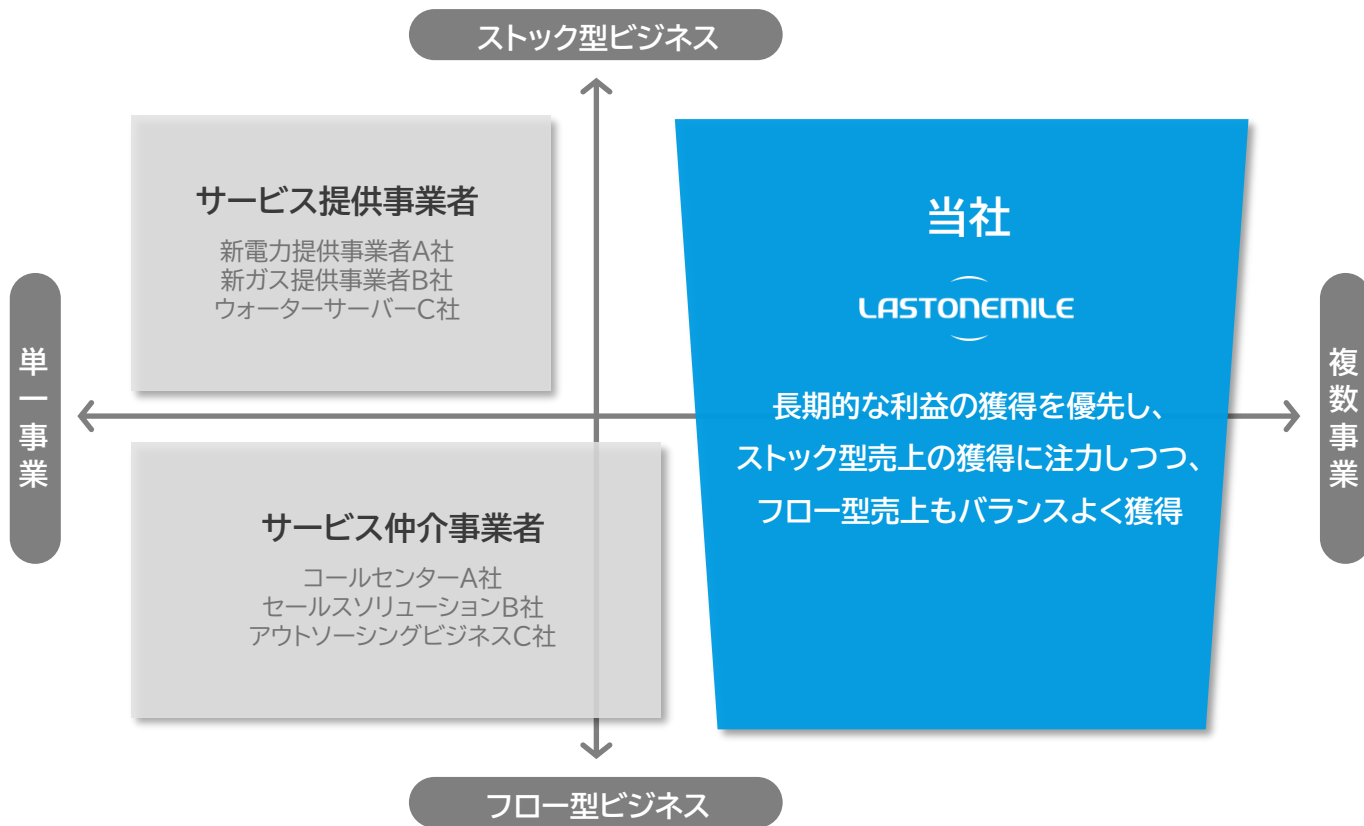 ストック型ビジネス
サービス提供事業者
新電力提供事業者A社
新ガス提供事業者B社
ウォーターサーバーC社
当社
LASTONEMILE
長期的な利益の獲得を優先し、
ストック型売上の獲得に注力しつつ、
フロー型売上もバランスよく獲得
単一事業
複数事業
サービス仲介事業者
コールセンターA社
セールスソリューションB社
アウトソーシングビジネスC社
フロー型ビジネス